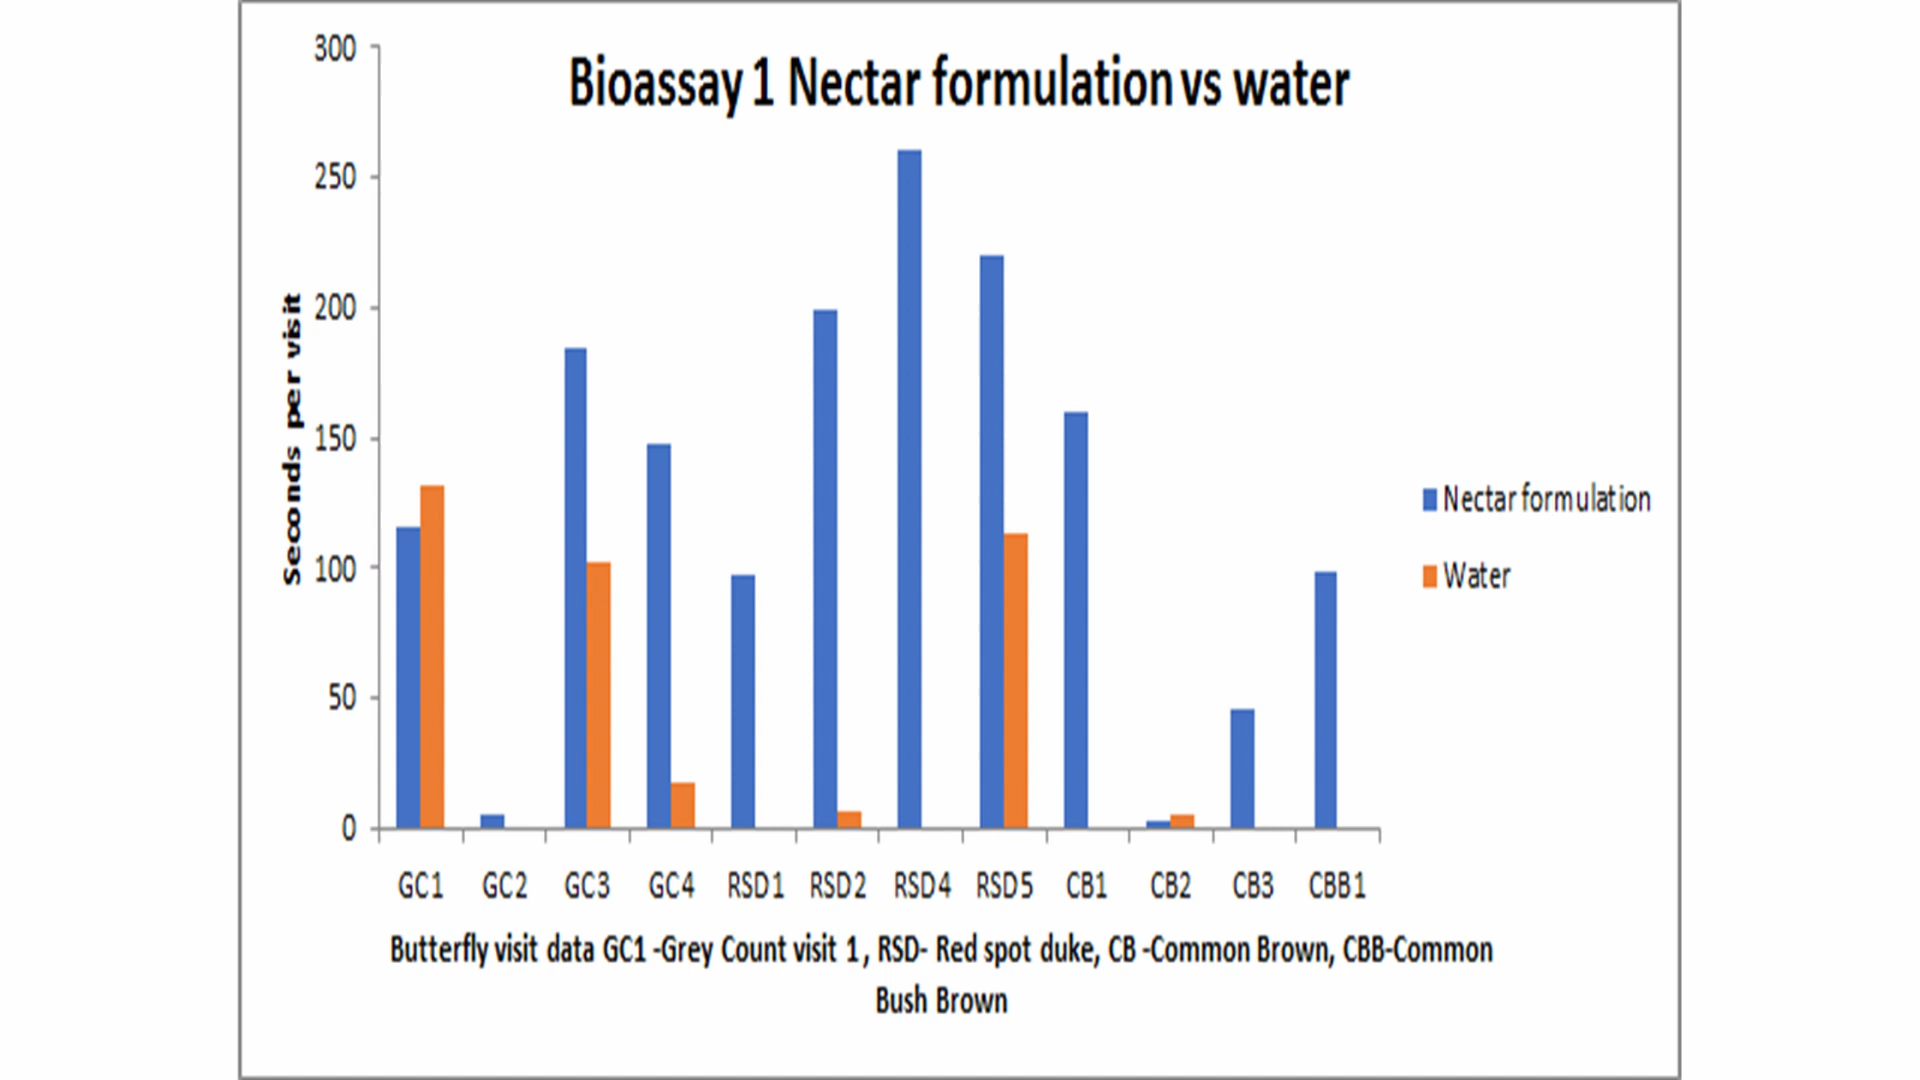 Bioassay 1 Nectar formulation vs water
300
250
200
150
100
50
0
Seconds per visit
GC1 GC2 GC3 GC4 RSD1 RSD2 RSD4 RSD5 CB1 CB2 CB3 CBB1
Butterfly visit data GC1 -Grey Count visit 1, RSD- Red spot duke, CB -Common Brown, CBB-Common
Bush Brown
Nectar formulation
Water